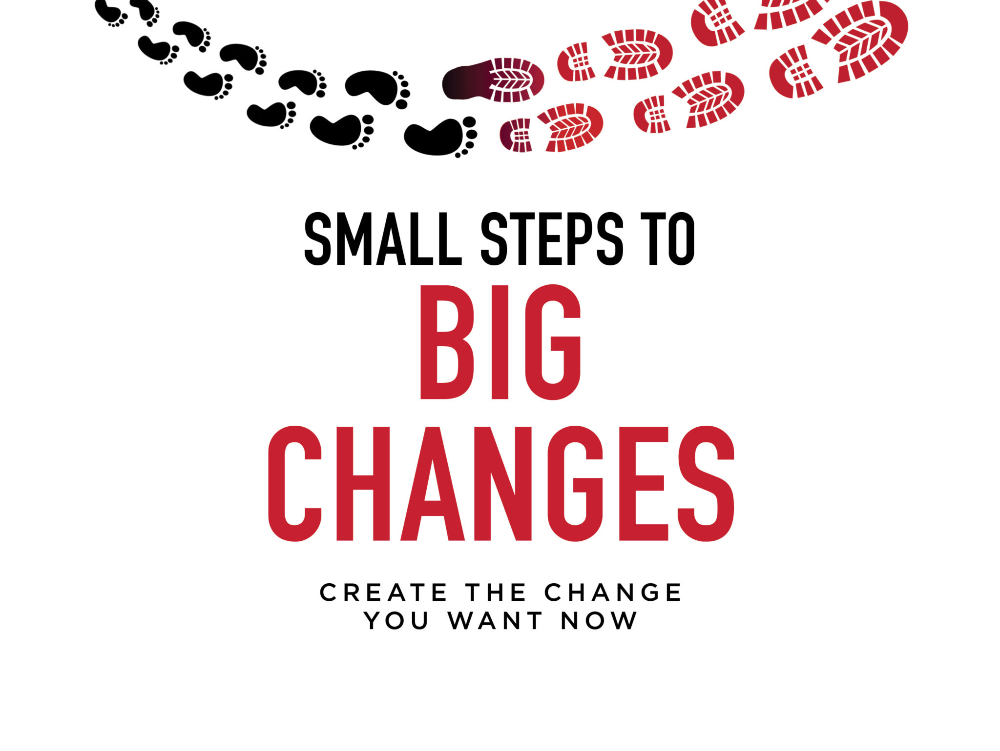 SMALL STEPS TO
BIG
CHANGES
CREATE THE CHANGE
YOU WANT NOW